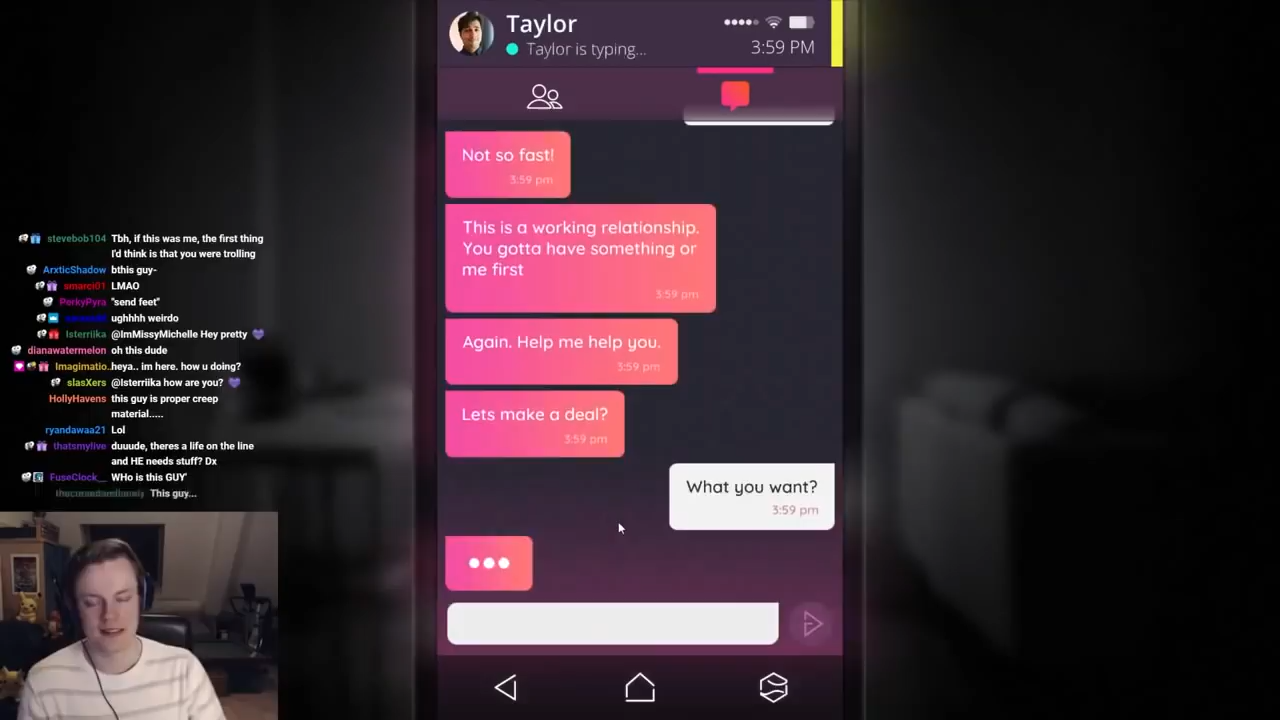 Taylor
Taylor is typing...
3:59 PM
Not so fast!
3:59 pm
This is a working relationship.
You gotta have something or
me first
3:59 pm
Again. Help me help you.
3:59 pm
Lets make a deal?
3:59 pm
What you want?
3:59 pm
stevebob104 Tbh, if this was me, the first thing
I'd think is that you were trolling
ArxticShadow bthis guy-
smarci01 LMAO
PerkyPyra "send feet"
ughhhh weirdo
Isterriika @ImMissyMichelle Hey pretty 💜
dianawatermelon oh this dude
Imaginatio.. heya.. im here. how u doing?
slasXers @Isterriika how are you? 💜
HollyHavens this guy is proper creep
material.....
ryandawaa21 Lol
thatsmylive duuude, theres a life on the line
and HE needs stuff? Dx
FuseClock__ WHo is this GUY'
This guy...